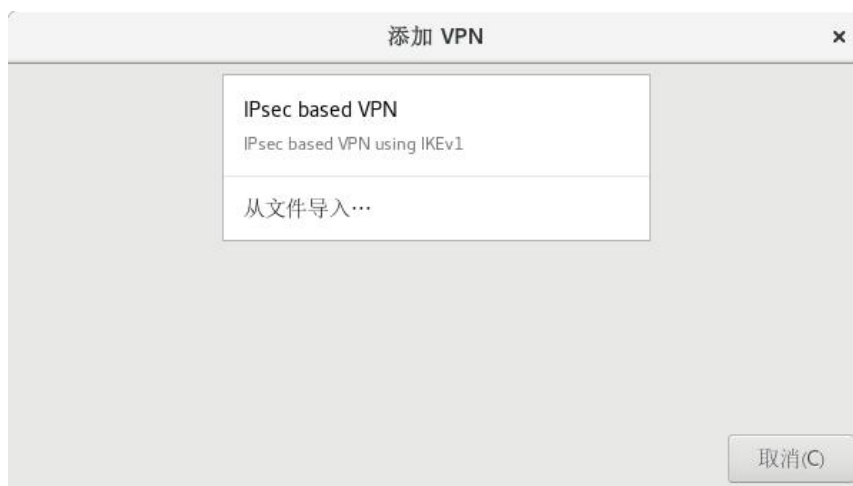 添加 VPN
IPsec based VPN
IPsec based VPN using IKEv1
从文件导入…
取消(C)